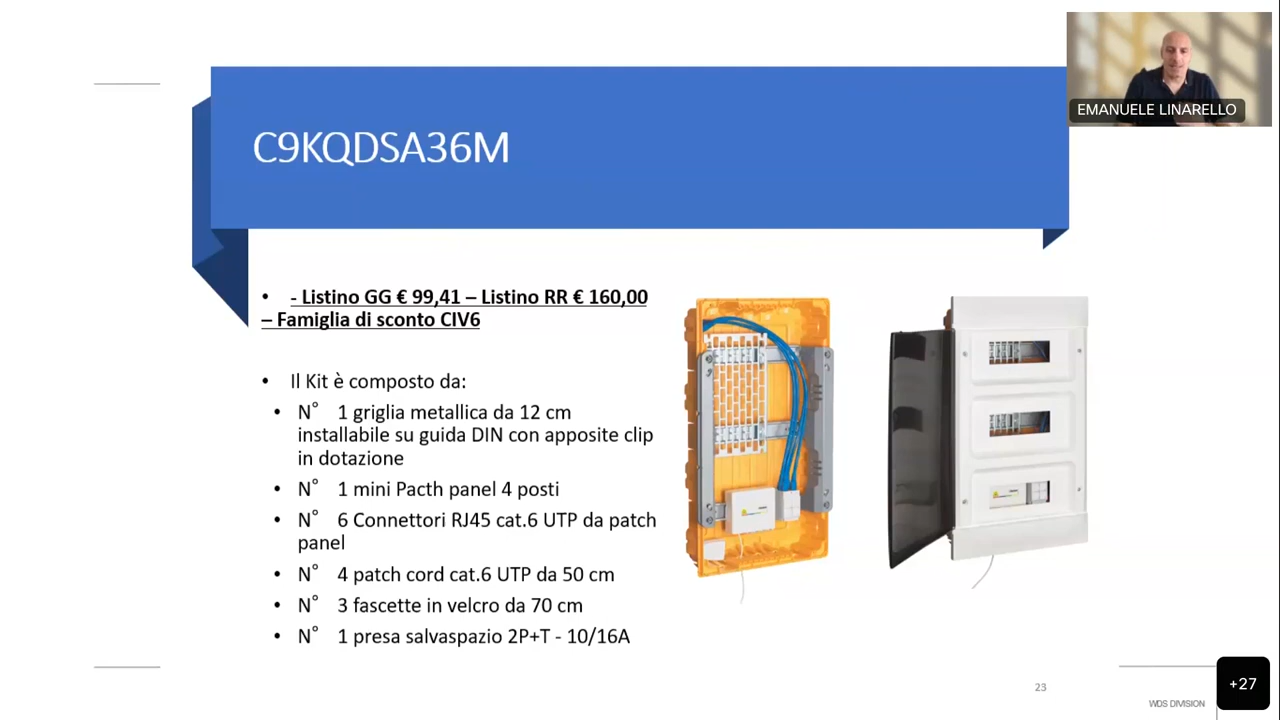 EMANUELE LINARELLO
C9KQDSA36M
• - Listino GG € 99,41 – Listino RR € 160,00
– Famiglia di sconto CIV6
• Il Kit è composto da:
• N° 1 griglia metallica da 12 cm
installabile su guida DIN con apposite clip
in dotazione
• N° 1 mini Pacth panel 4 posti
• N° 6 Connettori RJ45 cat.6 UTP da patch
panel
• N° 4 patch cord cat.6 UTP da 50 cm
• N° 3 fascette in velcro da 70 cm
• N° 1 presa salvaspazio 2P+T - 10/16A
23
WDS DIVISION
+27